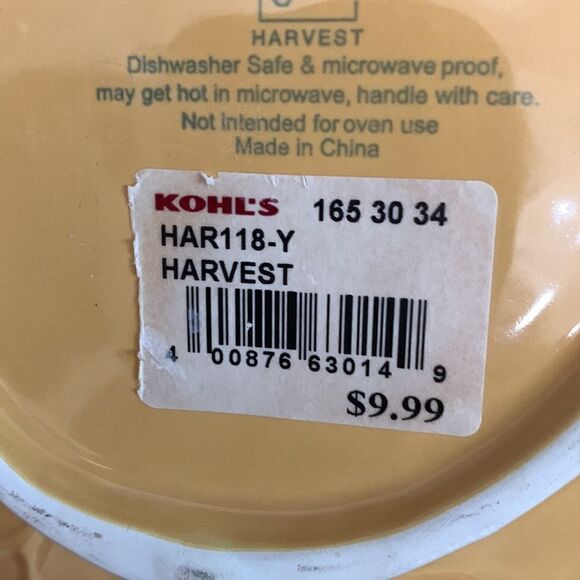 HARVEST
Dishwasher Safe & microwave proof,
may get hot in microwave, handle with care.
Not intended for oven use
Made in China
KOHL'S 165 30 34
HAR118-Y
HARVEST
4 00876 63014 9
$9.99